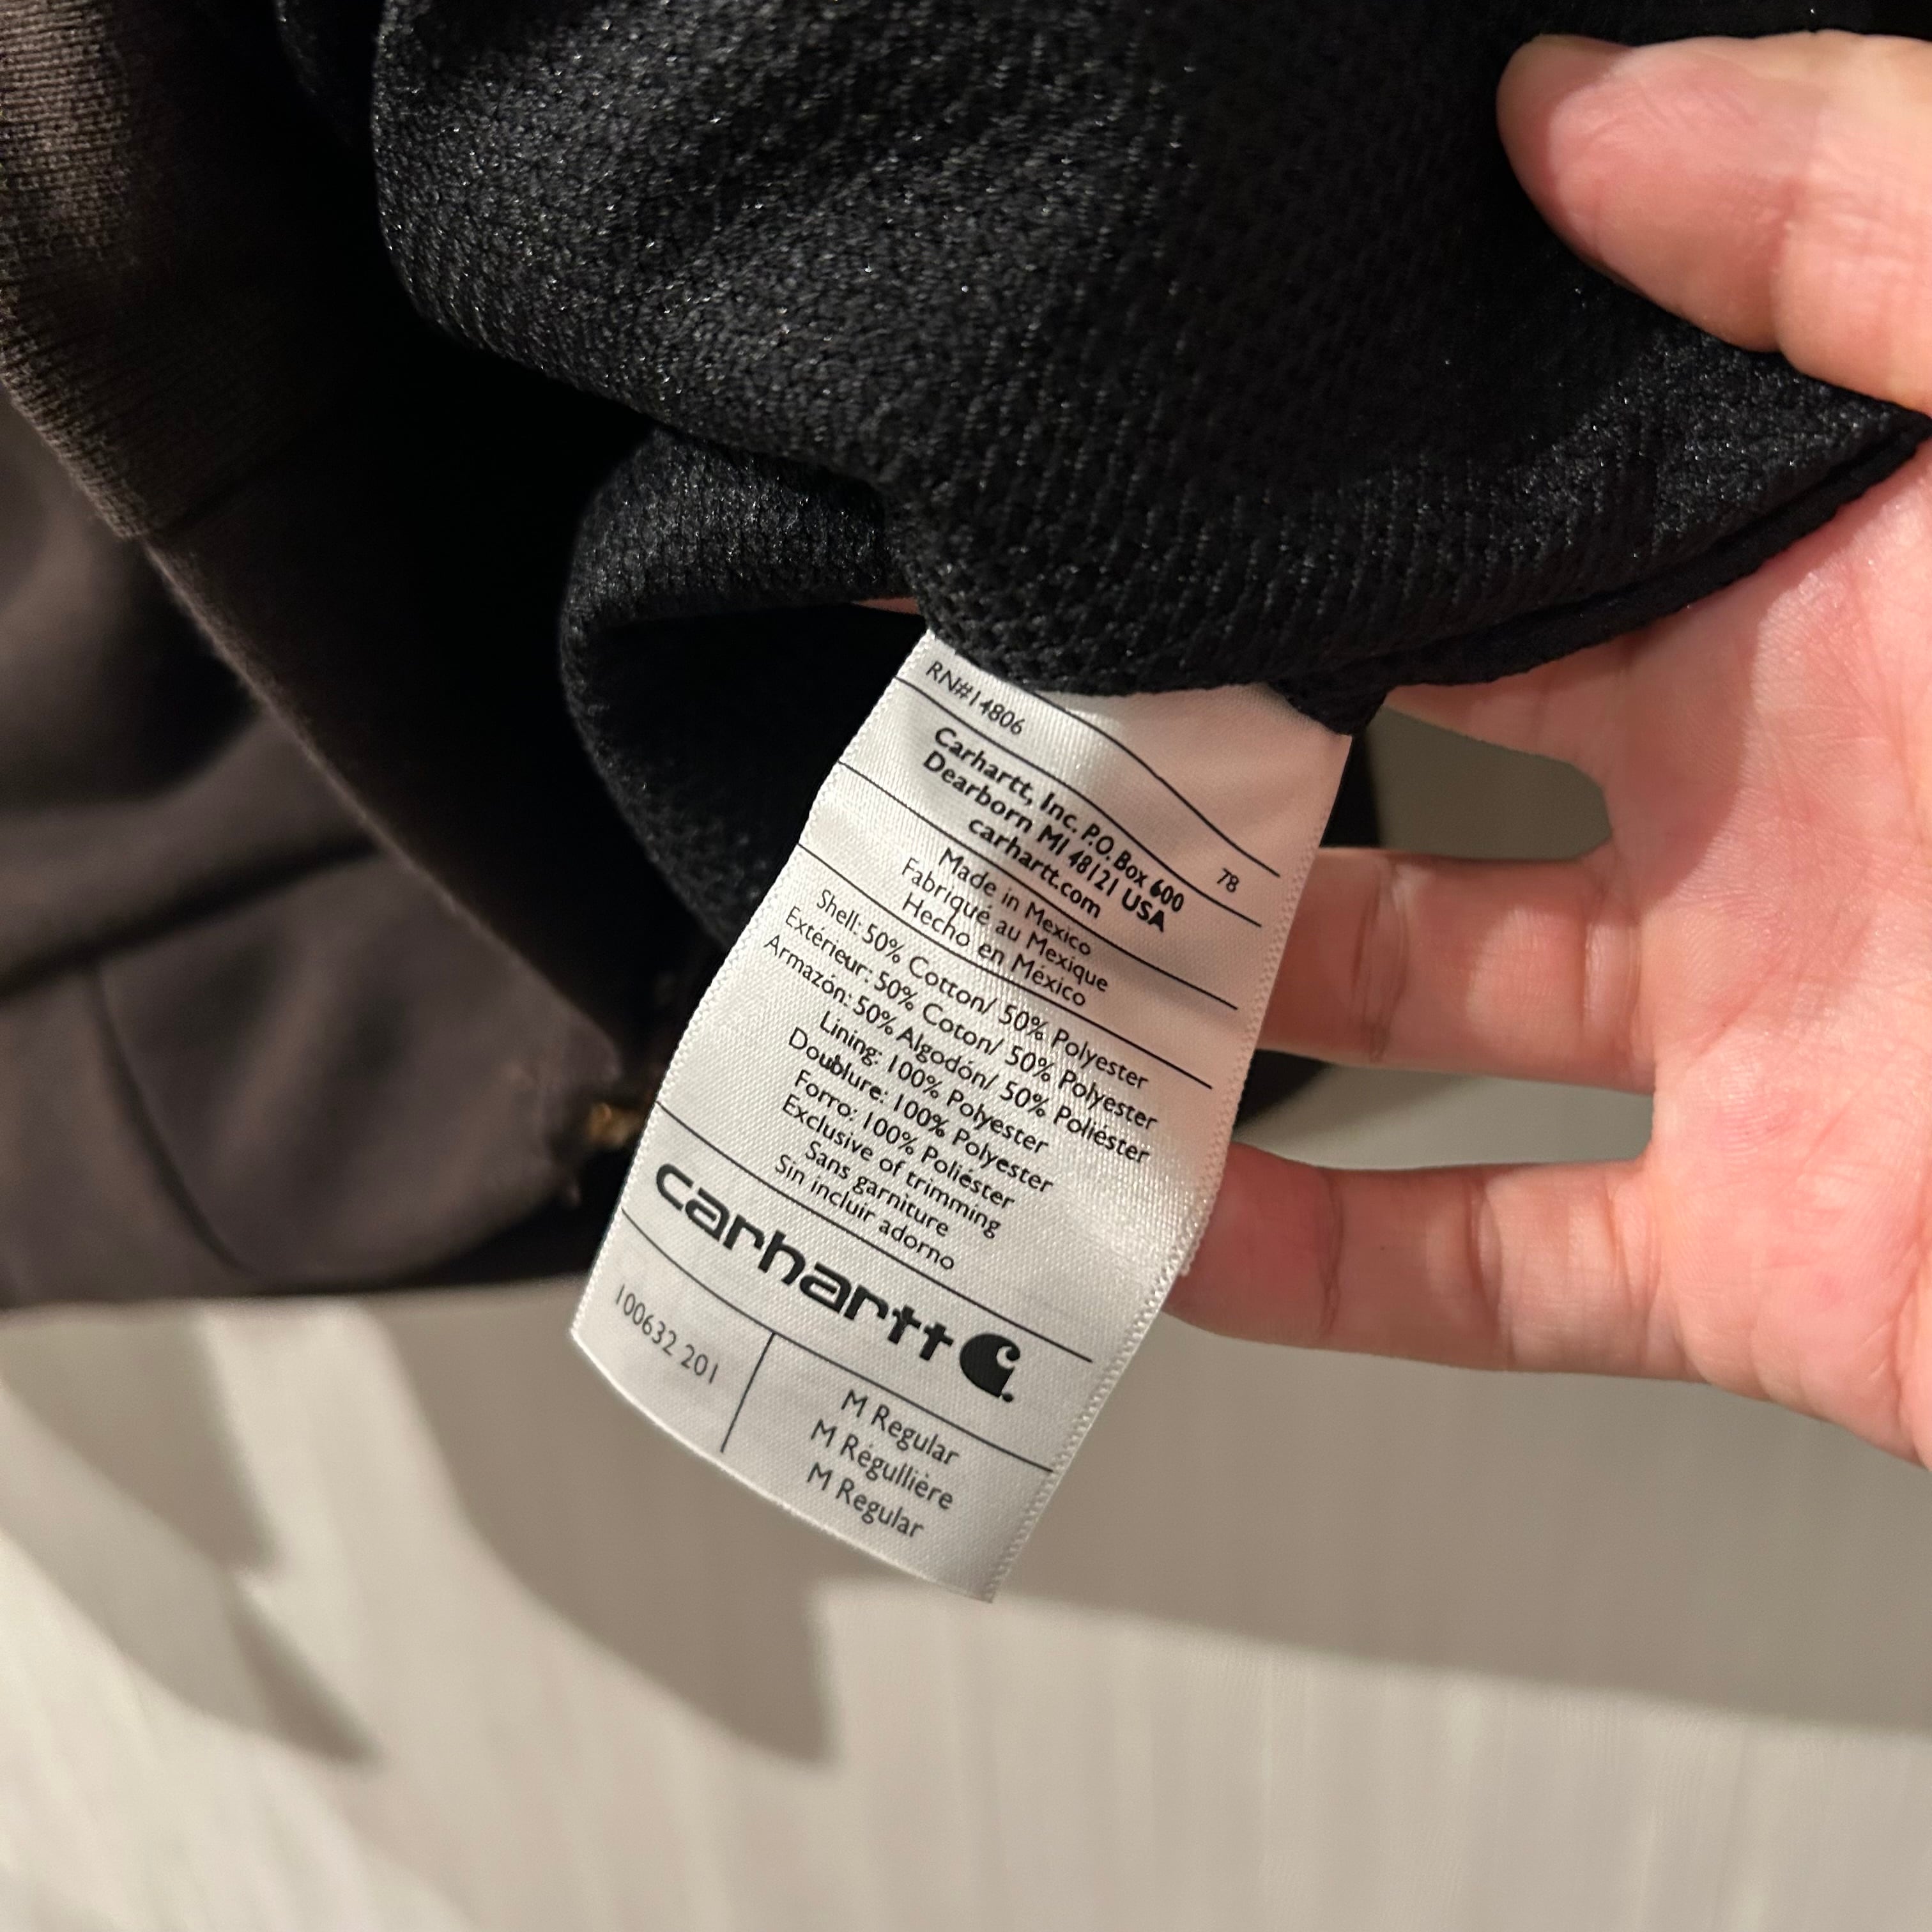 RN#14806
78
Carhartt, Inc. P.O. Box 600
Dearborn MI 48121 USA
carhartt.com
Made in Mexico
Fabriqué au Mexique
Hecho en México
Shell: 50% Cotton/ 50% Polyester
Extérieur: 50% Coton/ 50% Polyester
Armazón: 50% Algodón/ 50% Poliéster
Lining: 100% Polyester
Doublure: 100% Polyester
Forro: 100% Poliéster
Exclusive of trimming
Sans garniture
Sin incluir adorno
carhartt
100632 201
M Regular
M Régullière
M Regular